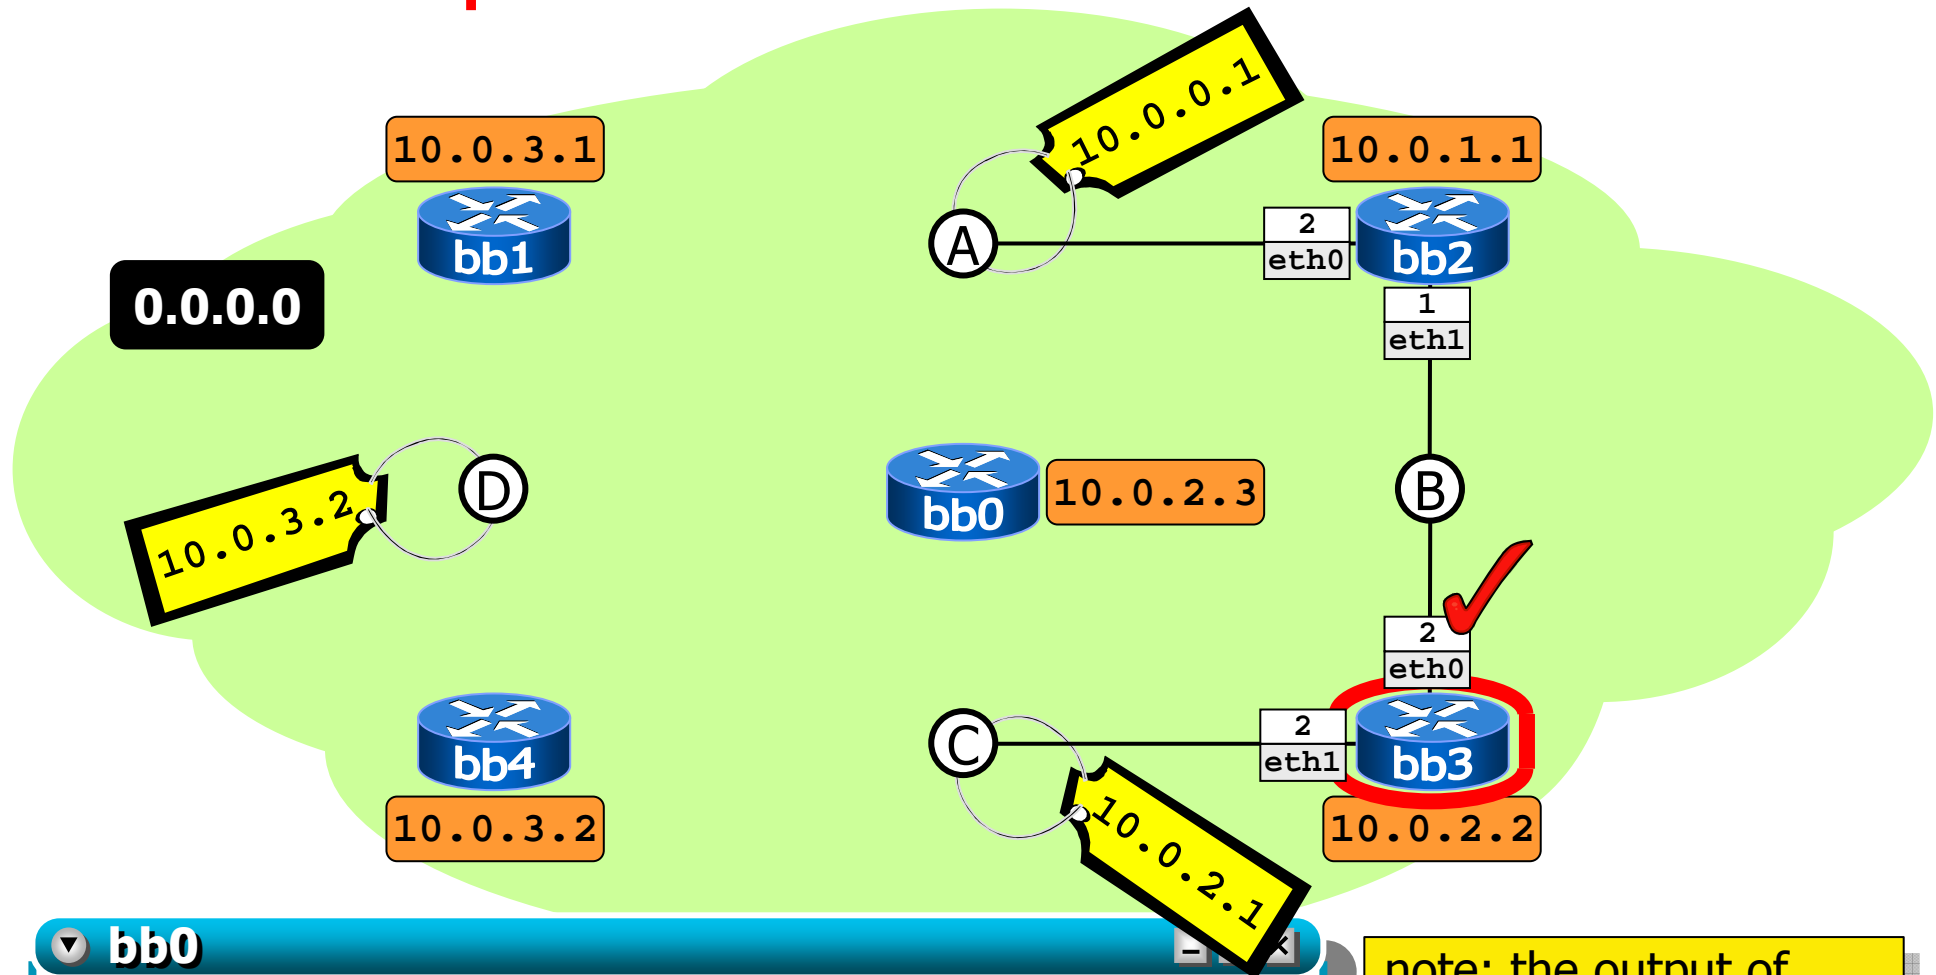 10.0.0.1
10.0.3.1
10.0.1.1
bb1
A
2
eth0
bb2
0.0.0.0
1
eth1
10.0.3.2
D
bb0
10.0.2.3
B
2
eth0
bb4
C
2
eth1
bb3
10.0.3.2
10.0.2.1
10.0.2.2
bb0
note: the output of